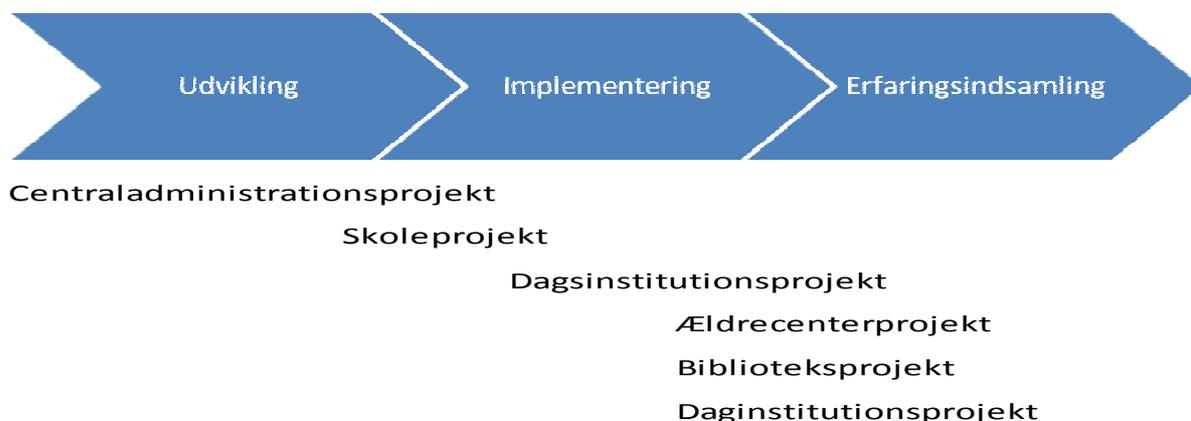 Udvikling
Implementering
Erfaringsindsamling
Centraladministrationsprojekt
Skoleprojekt
Dagsinstitutionsprojekt
Ældrecenterprojekt
Biblioteksprojekt
Daginstitutionsprojekt